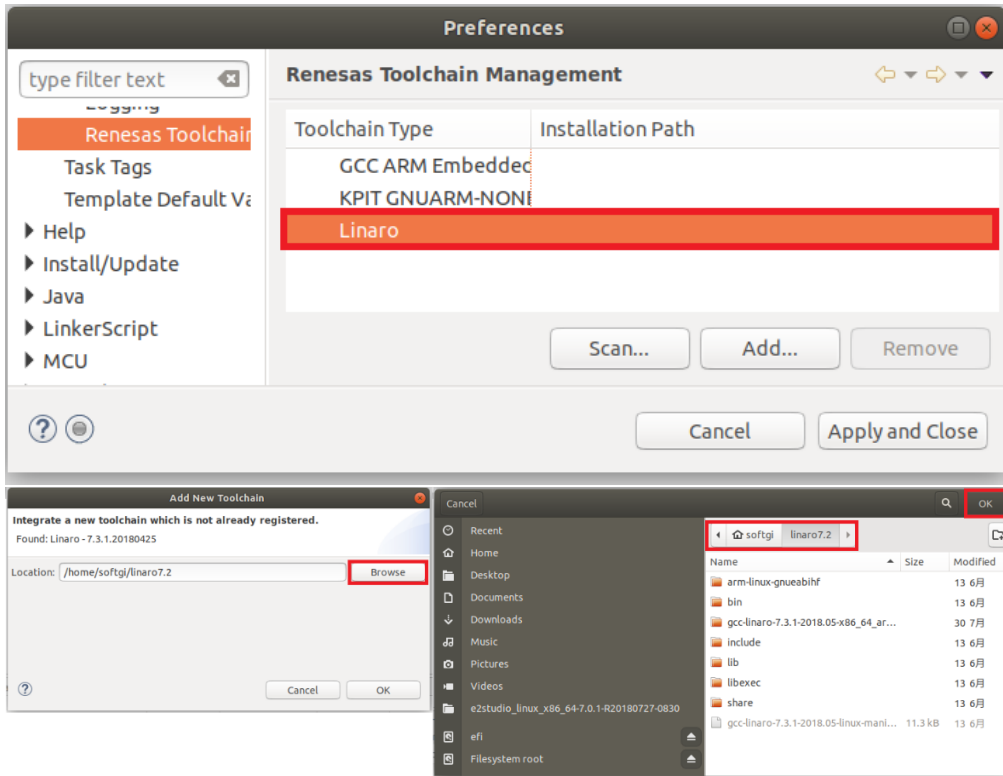 Preferences
type filter text
Logging
Renesas Toolchain
Task Tags
Template Default Va
Help
Install/Update
Java
LinkerScript
MCU
Renesas Toolchain Management
Toolchain Type Installation Path
GCC ARM Embedded
KPIT GNUARM-NON
Linaro
Scan... Add... Remove
Cancel Apply and Close
Add New Toolchain
Integrate a new toolchain which is not already registered.
Found: Linaro - 7.3.1.20180425
Location: /home/softgi/linaro7.2 Browse
Cancel OK
Cancel OK
Recent
Home
Desktop
Documents
Downloads
Music
Pictures
Videos
e2studio_linux_x86_64-7.0.1-R20180727-0830
efi
Filesystem root
softgi linaro7.2
Name Size Modified
arm-linux-gnueabihf 13 6月
bin 13 6月
gcc-linaro-7.3.1-2018.05-x86_64_ar... 30 7月
include 13 6月
lib 13 6月
libexec 13 6月
share 13 6月
gcc-linaro-7.3.1-2018.05-linux-mani... 11.3 kB 13 6月